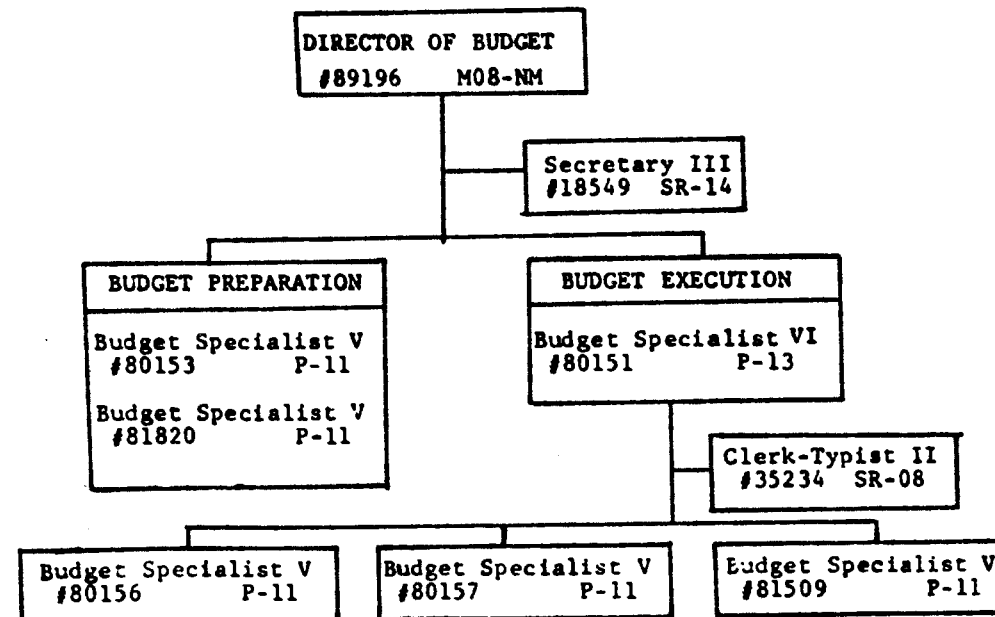 DIRECTOR OF BUDGET
#89196 M08-NM
Secretary III
#18549 SR-14
BUDGET PREPARATION
Budget Specialist V
#80153 P-11
Budget Specialist V
#81820 P-11
BUDGET EXECUTION
Budget Specialist VI
#80151 P-13
Clerk-Typist II
#35234 SR-08
Budget Specialist V
#80156 P-11
Budget Specialist V
#80157 P-11
Budget Specialist V
#81509 P-11